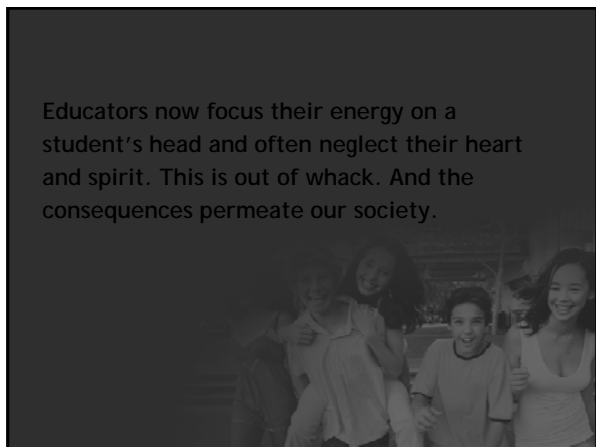 Educators now focus their energy on a
student's head and often neglect their heart
and spirit. This is out of whack. And the
consequences permeate our society.